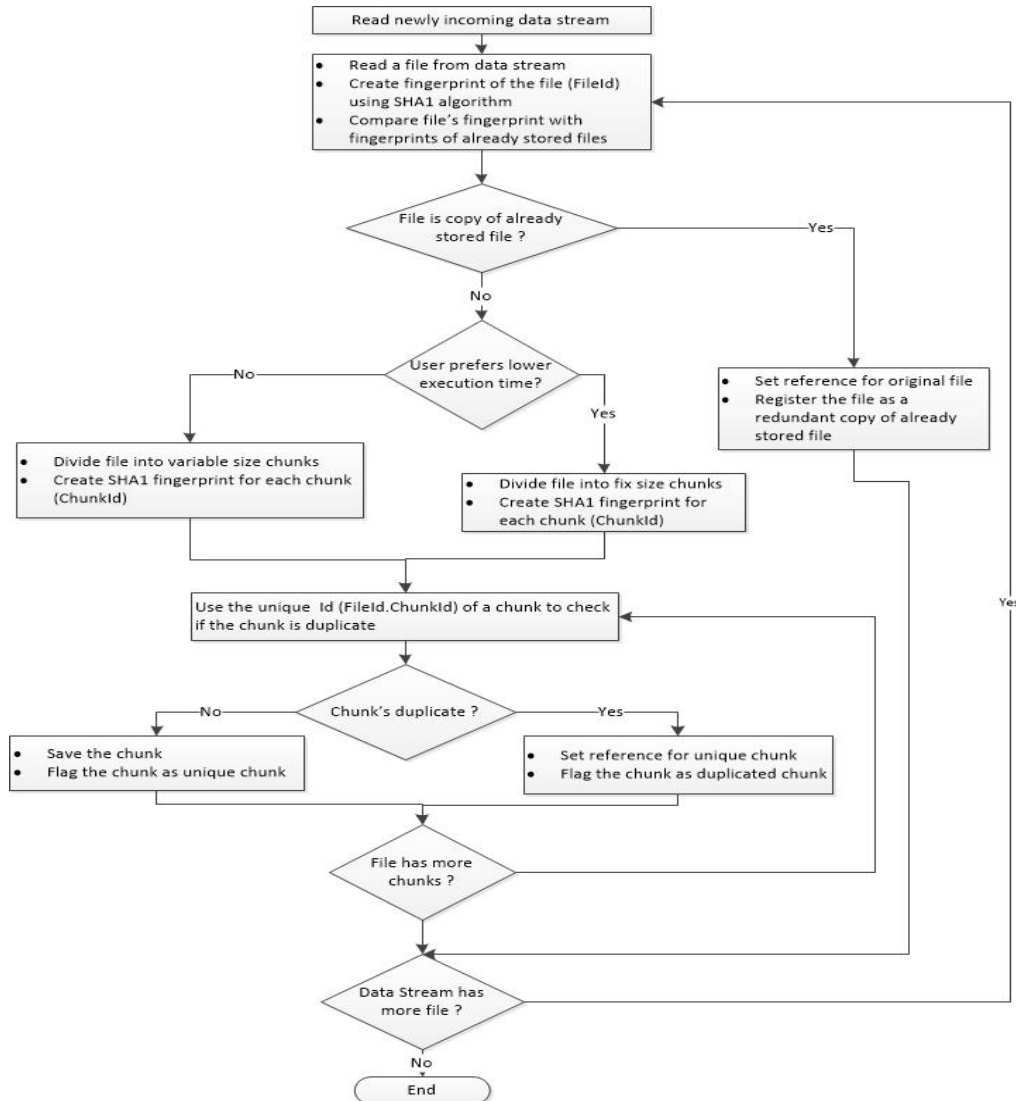 Read newly incoming data stream
• Read a file from data stream
• Create fingerprint of the file (FileId)
using SHA1 algorithm
• Compare file's fingerprint with
fingerprints of already stored files
File is copy of already
stored file ?
Yes
No
User prefers lower
execution time?
No
Yes
• Set reference for original file
• Register the file as a
redundant copy of already
stored file
• Divide file into variable size chunks
• Create SHA1 fingerprint for each chunk
(ChunkId)
• Divide file into fix size chunks
• Create SHA1 fingerprint for
each chunk (ChunkId)
Use the unique Id (FileId.ChunkId) of a chunk to check
if the chunk is duplicate
Yes
Chunk's duplicate ?
No
Yes
• Save the chunk
• Flag the chunk as unique chunk
• Set reference for unique chunk
• Flag the chunk as duplicated chunk
File has more
chunks ?
Data Stream has
more file ?
No
End